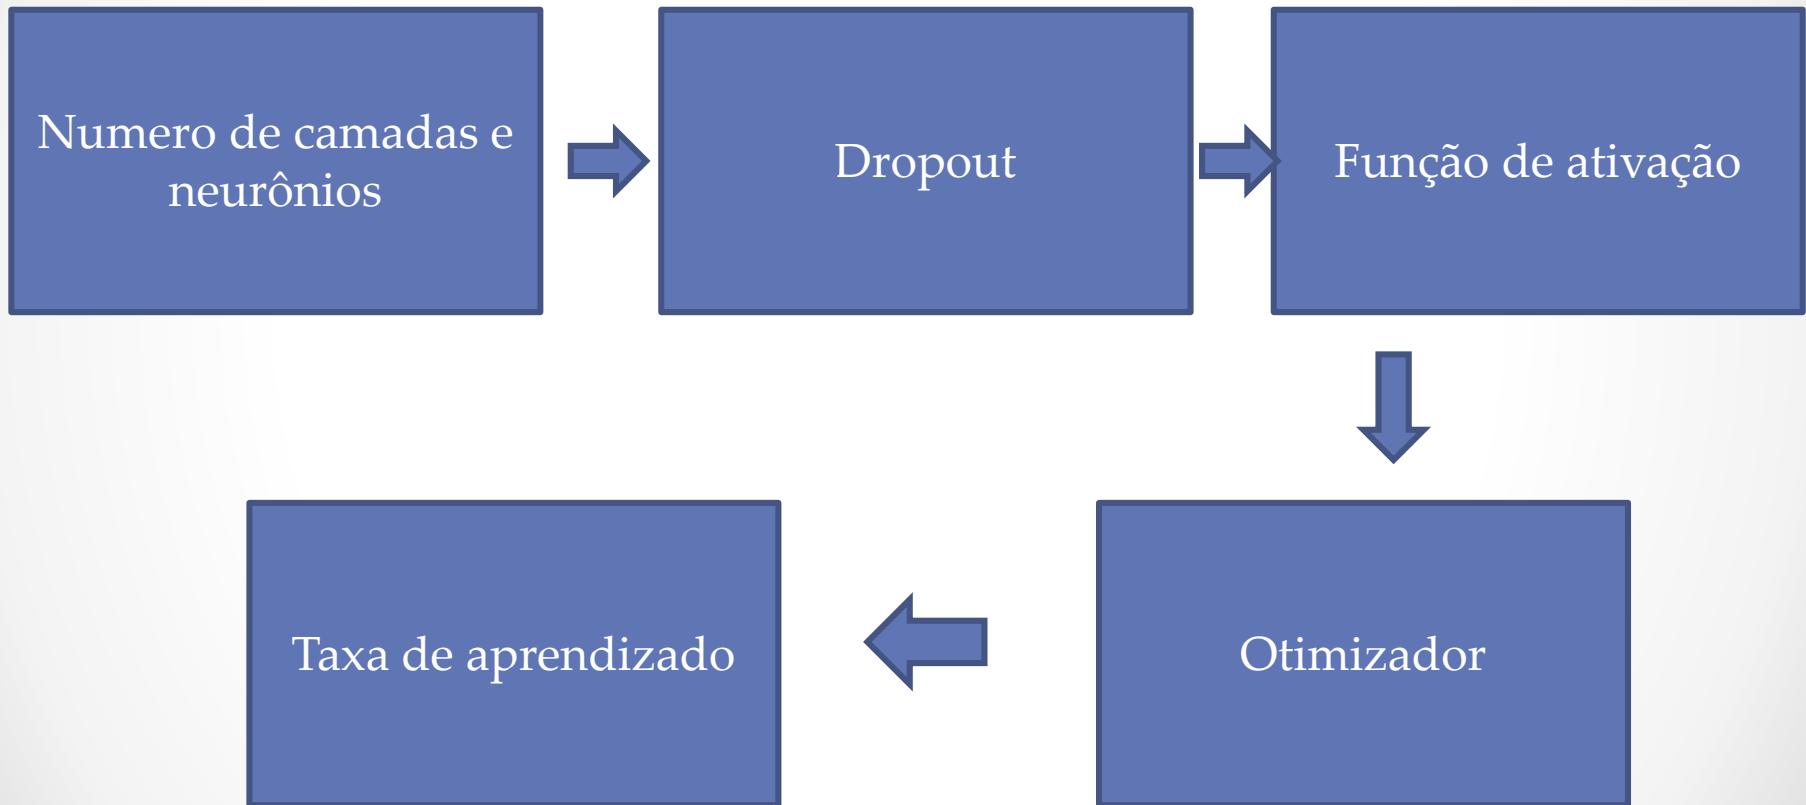 Numero de camadas e
neurônios
Dropout
Função de ativação
Taxa de aprendizado
Otimizador